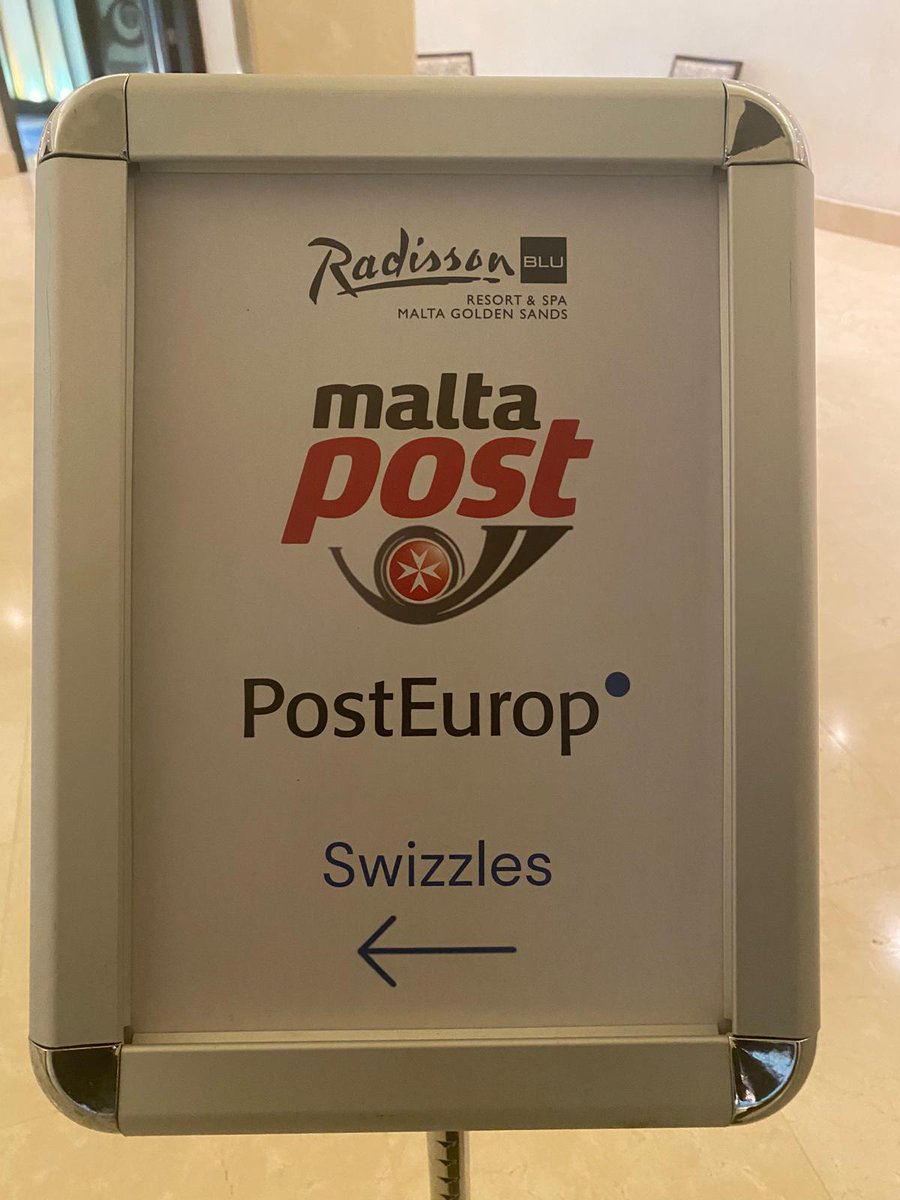 Radisson BLU
RESORT & SPA
MALTA GOLDEN SANDS
malta
post
PostEurop
Swizzles